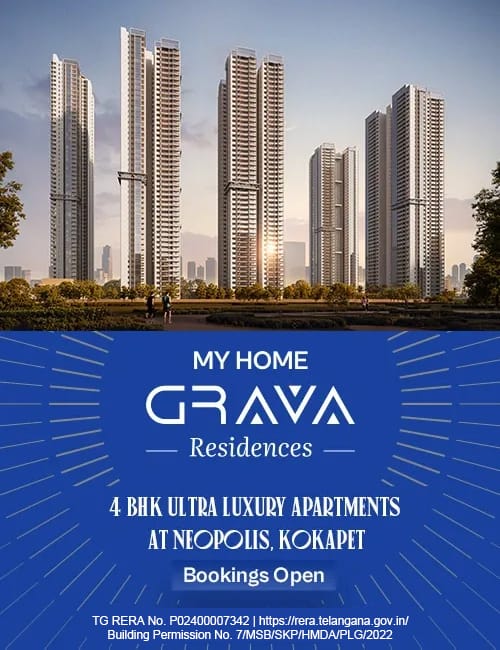 MY HOME
GRAVA
Residences
4 BHK ULTRA LUXURY APARTMENTS
AT NEOPOLIS, KOKAPET
Bookings Open
TG RERA No. P02400007342 | https://rera.telangana.gov.in/
Building Permission No. 7/MSB/SKP/HMDA/PLG/2022